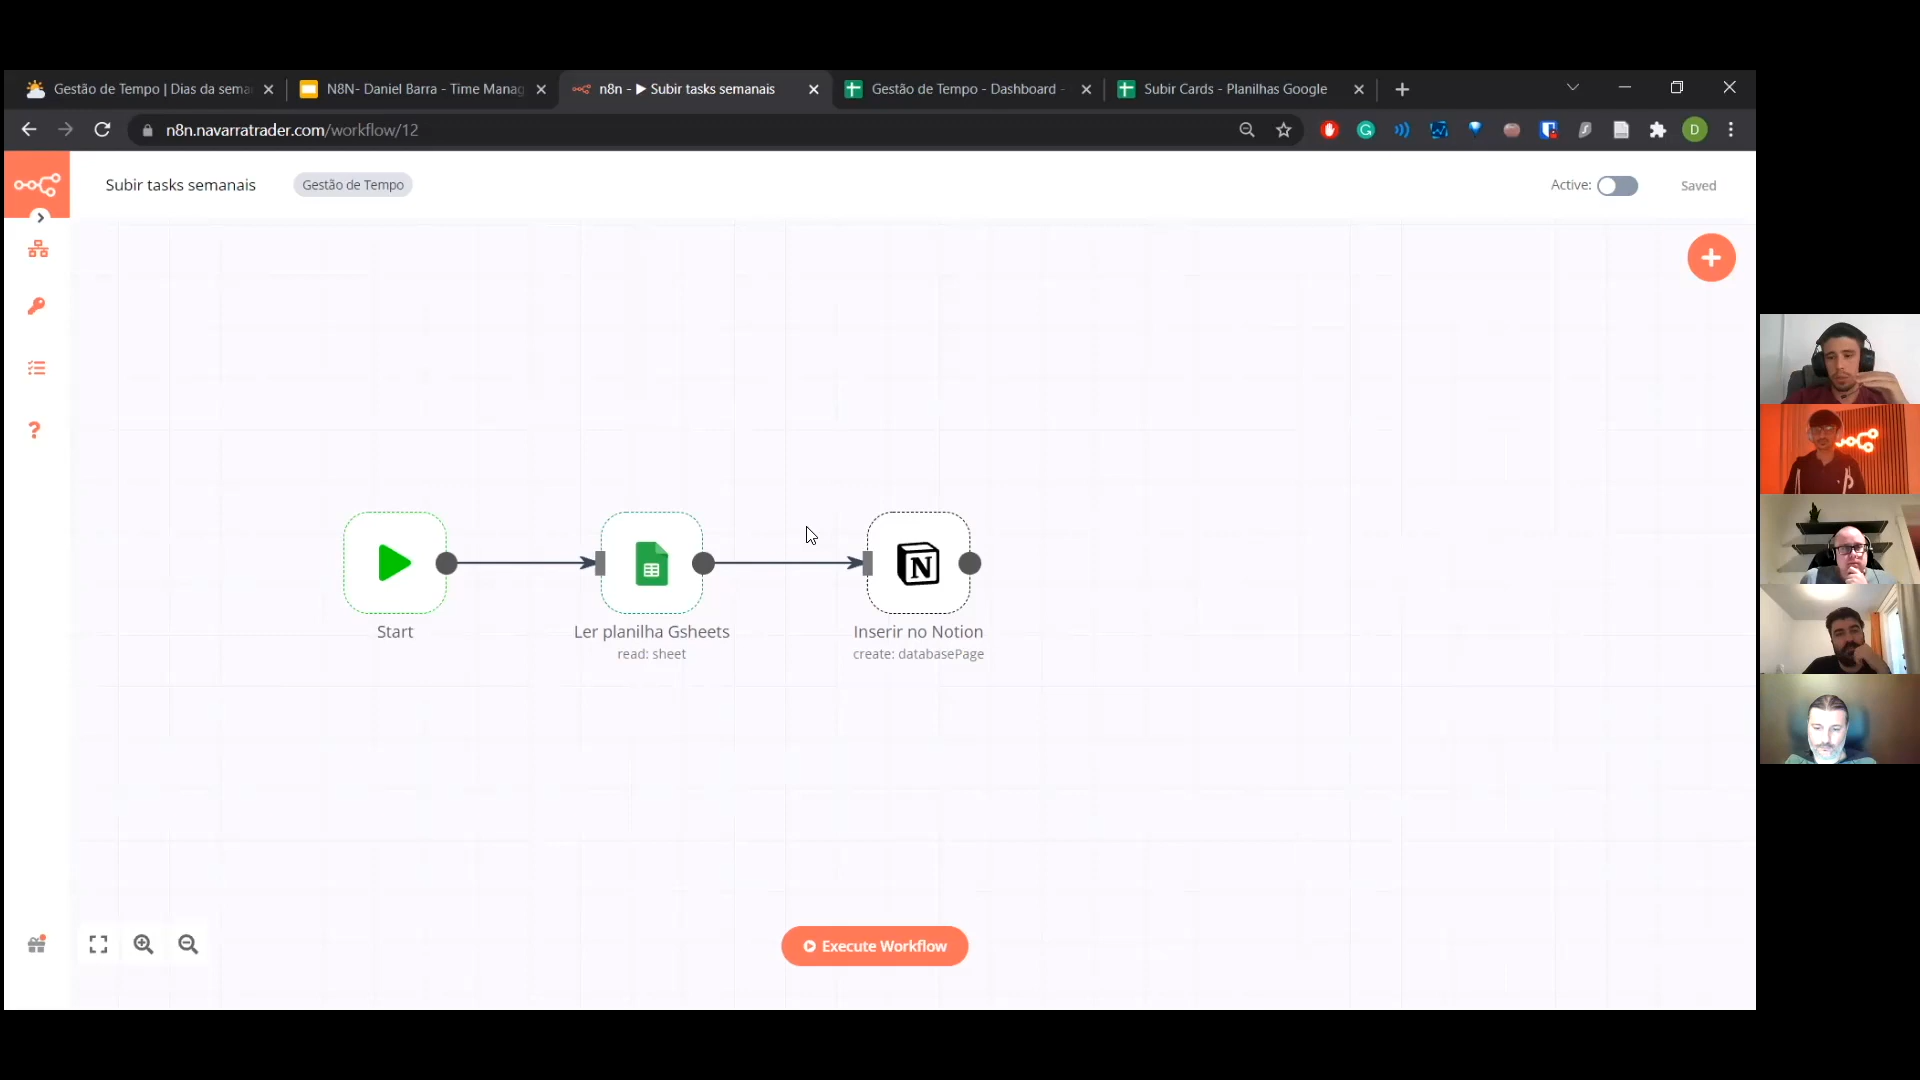 Gestão de Tempo | Dias da sema
N8N- Daniel Barra - Time Manag
n8n - ▶ Subir tasks semanais
Gestão de Tempo - Dashboard -
Subir Cards - Planilhas Google
n8n.navarratrader.com/workflow/12
D
Subir tasks semanais
Gestão de Tempo
Active:
Saved
Start
Ler planilha Gsheets
read: sheet
N
Inserir no Notion
create: databasePage
Execute Workflow